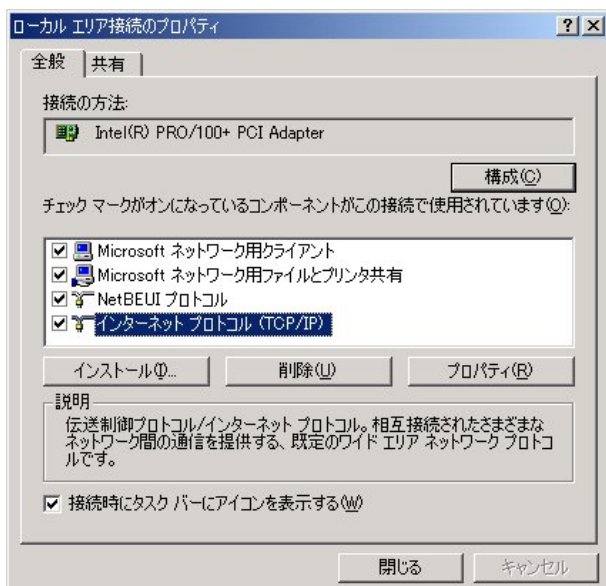 ローカル エリア接続のプロパティ
全般 共有
接続の方法:
Intel(R) PRO/100+ PCI Adapter
構成(C)
チェック マークがオンになっているコンポーネントがこの接続で使用されています(O):
Microsoft ネットワーク用クライアント
Microsoft ネットワーク用ファイルとプリンタ共有
NetBEUI プロトコル
インターネット プロトコル (TCP/IP)
インストール(I)... 削除(U) プロパティ(R)
説明
伝送制御プロトコル/インターネット プロトコル。相互接続されたさまざまな
ネットワーク間の通信を提供する、既定のワイド エリア ネットワーク プロトコ
ルです。
接続時にタスク バーにアイコンを表示する(W)
閉じる キャンセル